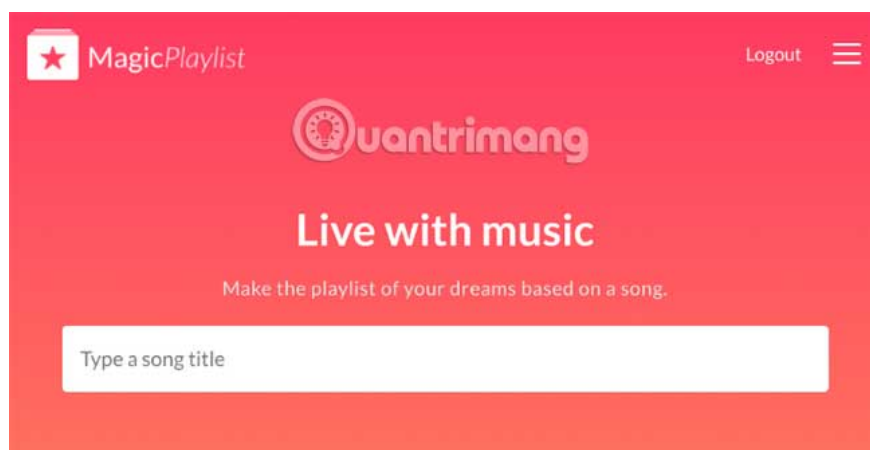 MagicPlaylist
Logout
Quantrimang
Live with music
Make the playlist of your dreams based on a song.
Type a song title